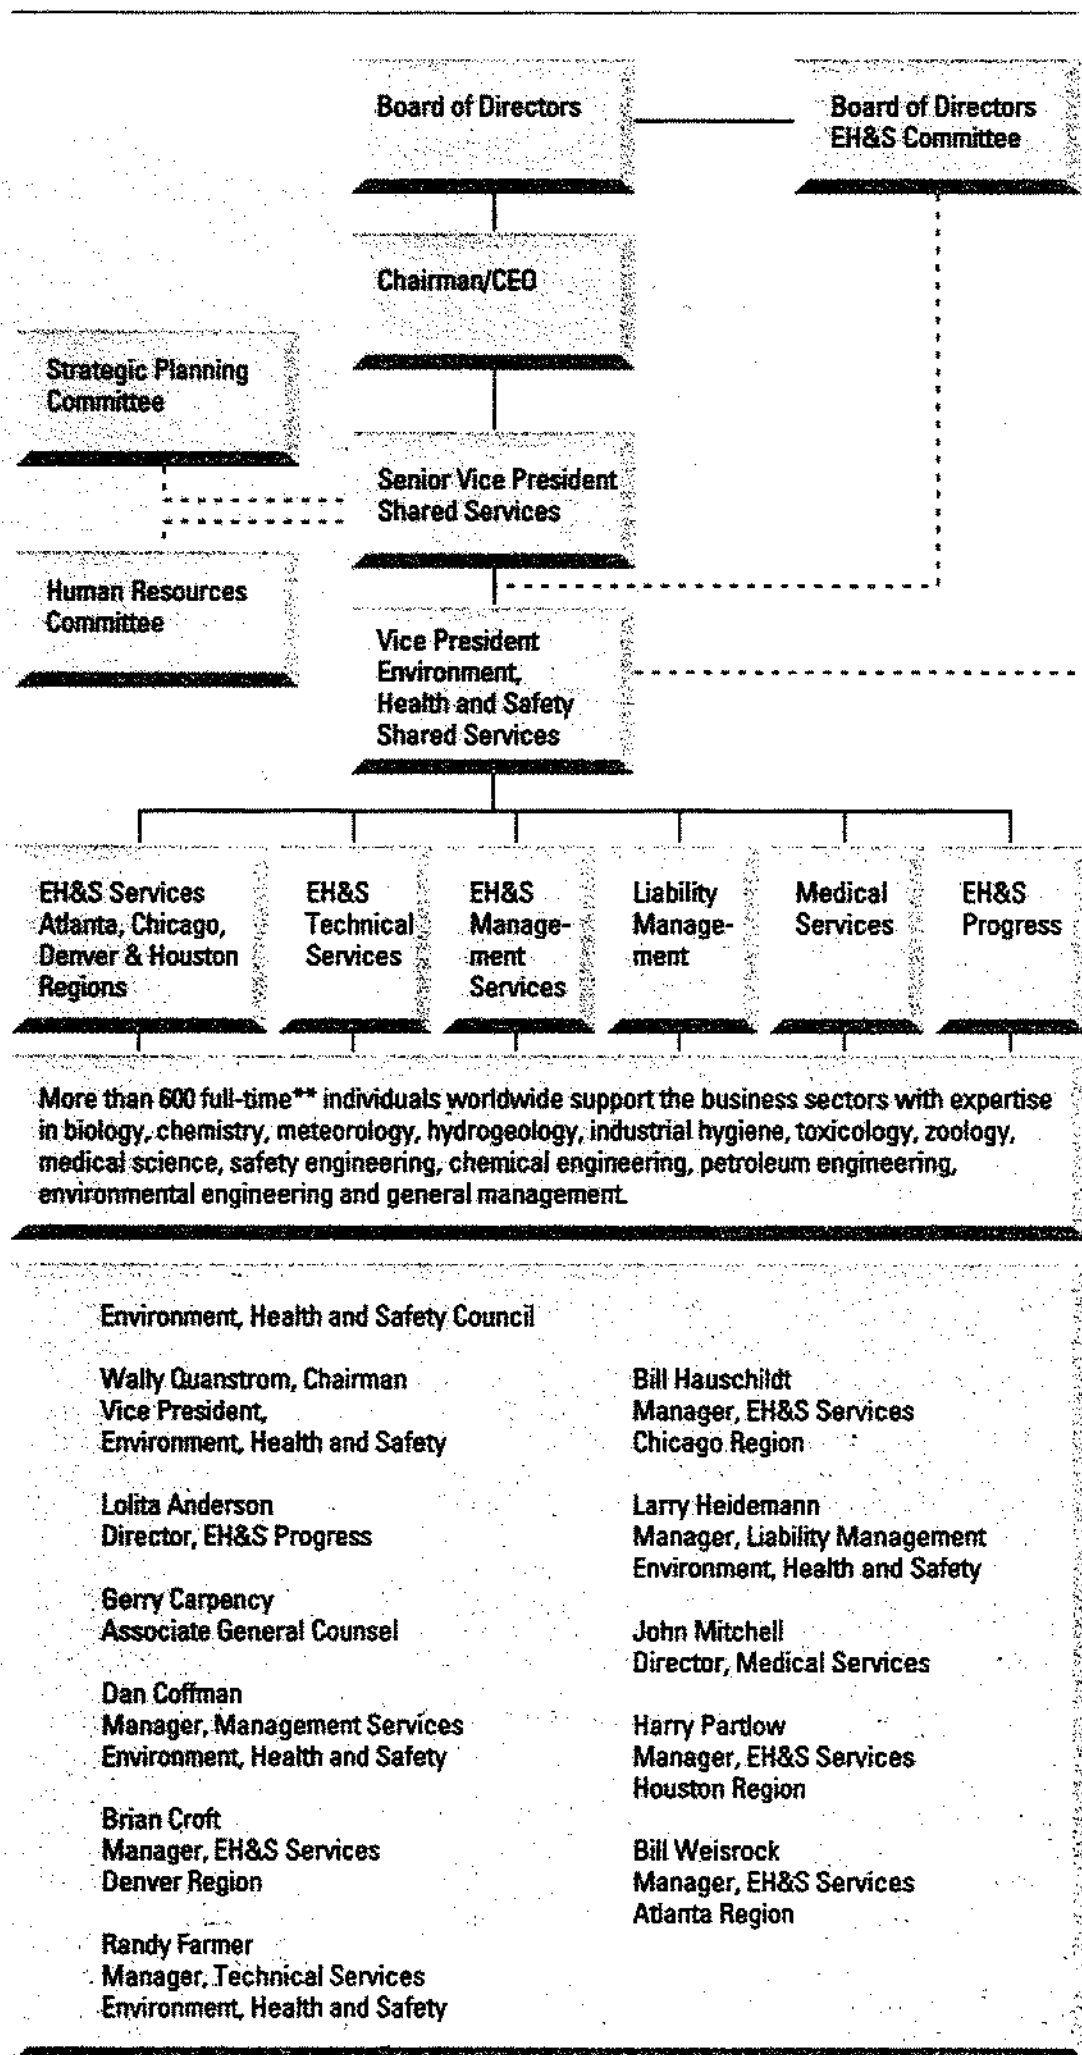 Board of Directors
Board of Directors
EH&S Committee
Chairman/CEO
Strategic Planning
Committee
Senior Vice President
Shared Services
Human Resources
Committee
Vice President
Environment,
Health and Safety
Shared Services
EH&S Services
Atlanta, Chicago,
Denver & Houston
Regions
EH&S
Technical
Services
EH&S
Manage-
ment
Services
Liability
Manage-
ment
Medical
Services
EH&S
Progress
More than 600 full-time** individuals worldwide support the business sectors with expertise
in biology, chemistry, meteorology, hydrogeology, industrial hygiene, toxicology, zoology,
medical science, safety engineering, chemical engineering, petroleum engineering,
environmental engineering and general management.
Environment, Health and Safety Council
Wally Quanstrom, Chairman
Vice President,
Environment, Health and Safety
Lolita Anderson
Director, EH&S Progress
Gerry Carpency
Associate General Counsel
Dan Coffman
Manager, Management Services
Environment, Health and Safety
Brian Croft
Manager, EH&S Services
Denver Region
Randy Farmer
Manager, Technical Services
Environment, Health and Safety
Bill Hauschildt
Manager, EH&S Services
Chicago Region
Larry Heidemann
Manager, Liability Management
Environment, Health and Safety
John Mitchell
Director, Medical Services
Harry Partlow
Manager, EH&S Services
Houston Region
Bill Weisrock
Manager, EH&S Services
Atlanta Region